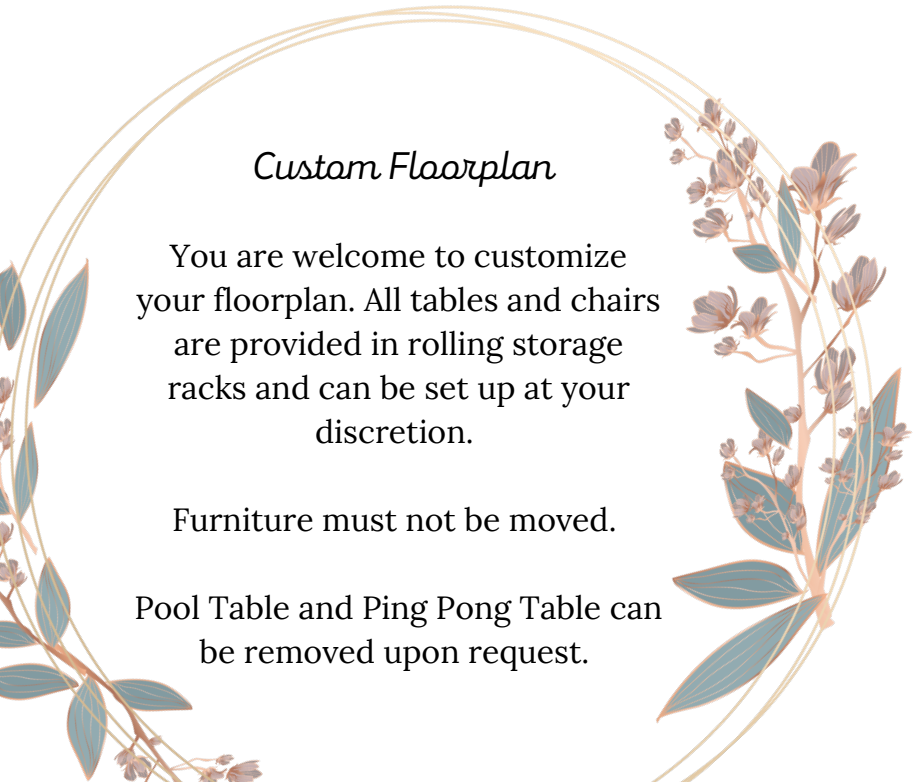 Custom Floorplan
You are welcome to customize
your floorplan. All tables and chairs
are provided in rolling storage
racks and can be set up at your
discretion.
Furniture must not be moved.
Pool Table and Ping Pong Table can
be removed upon request.